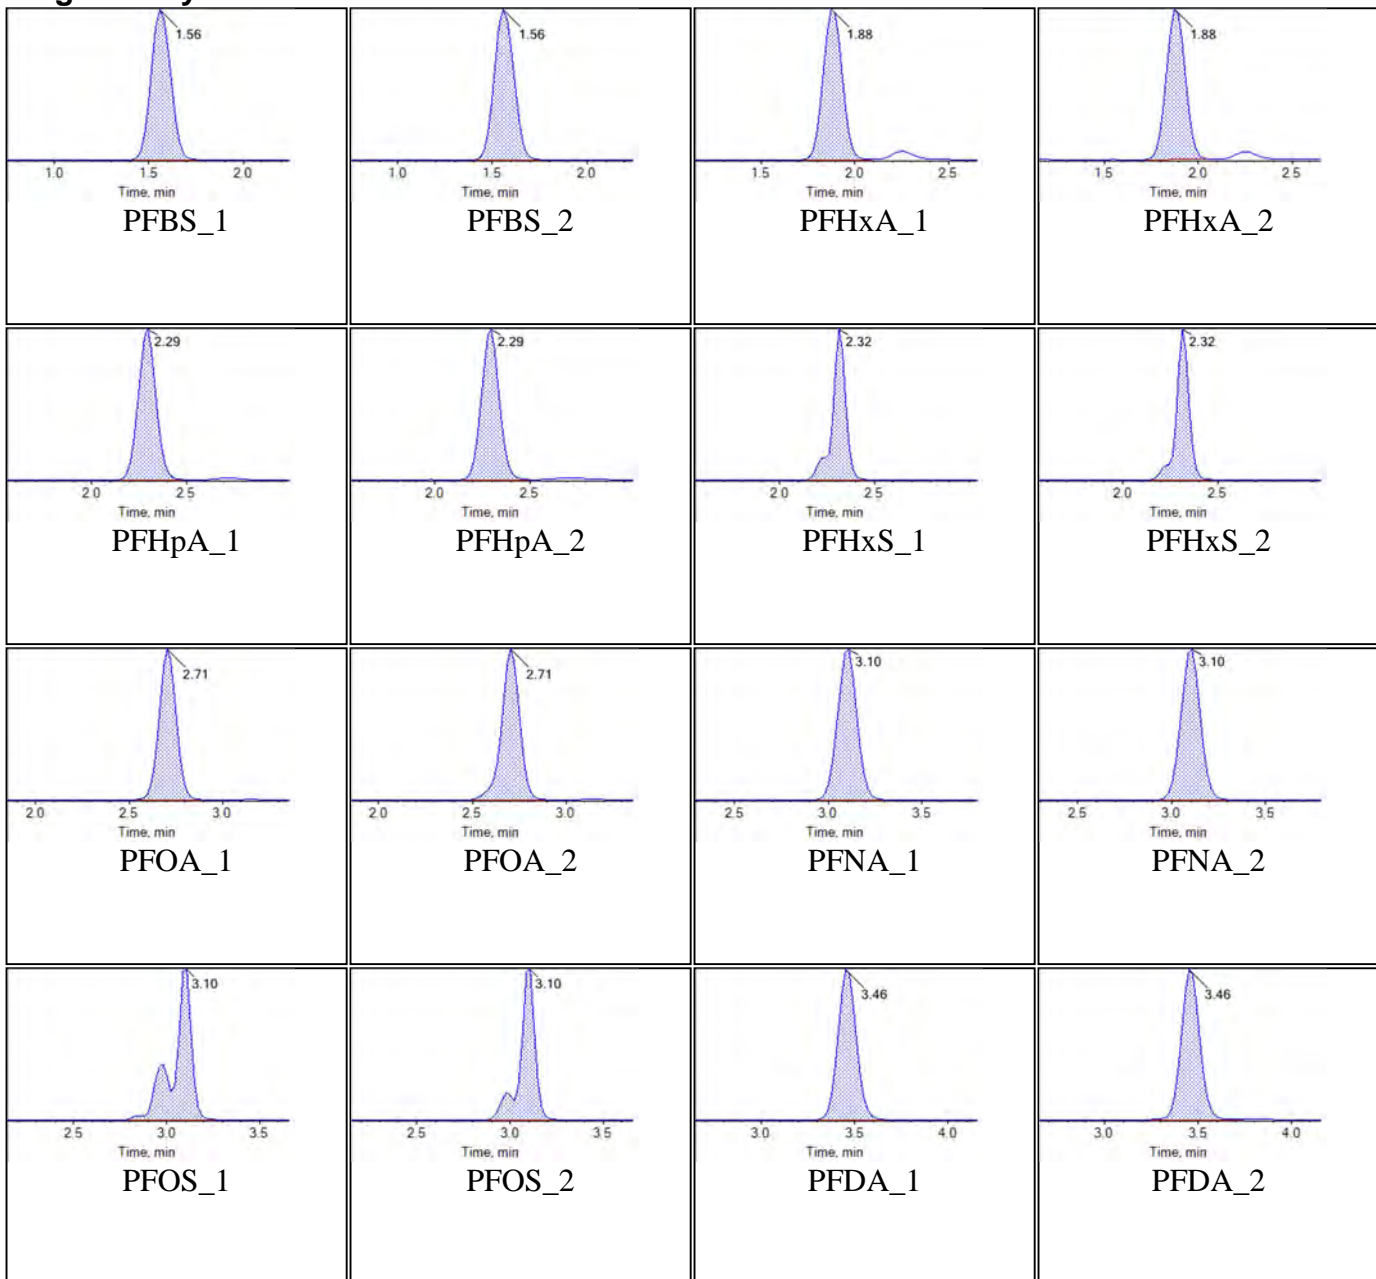 1.56 1.56 1.88 1.88
1.0 1.5 2.0 1.0 1.5 2.0 1.5 2.0 2.5 1.5 2.0 2.5
Time, min Time, min Time, min Time, min
PFBS_1 PFBS_2 PFHxA_1 PFHxA_2
2.29 2.29 2.32 2.32
2.0 2.5 2.0 2.5 2.0 2.5 2.0 2.5
Time, min Time, min Time, min Time, min
PFHpA_1 PFHpA_2 PFHxS_1 PFHxS_2
2.71 2.71 3.10 3.10
2.0 2.5 3.0 2.0 2.5 3.0 2.5 3.0 3.5 2.5 3.0 3.5
Time, min Time, min Time, min Time, min
PFOA_1 PFOA_2 PFNA_1 PFNA_2
3.10 3.10 3.46 3.46
2.5 3.0 3.5 2.5 3.0 3.5 3.0 3.5 4.0 3.0 3.5 4.0
Time, min Time, min Time, min Time, min
PFOS_1 PFOS_2 PFDA_1 PFDA_2